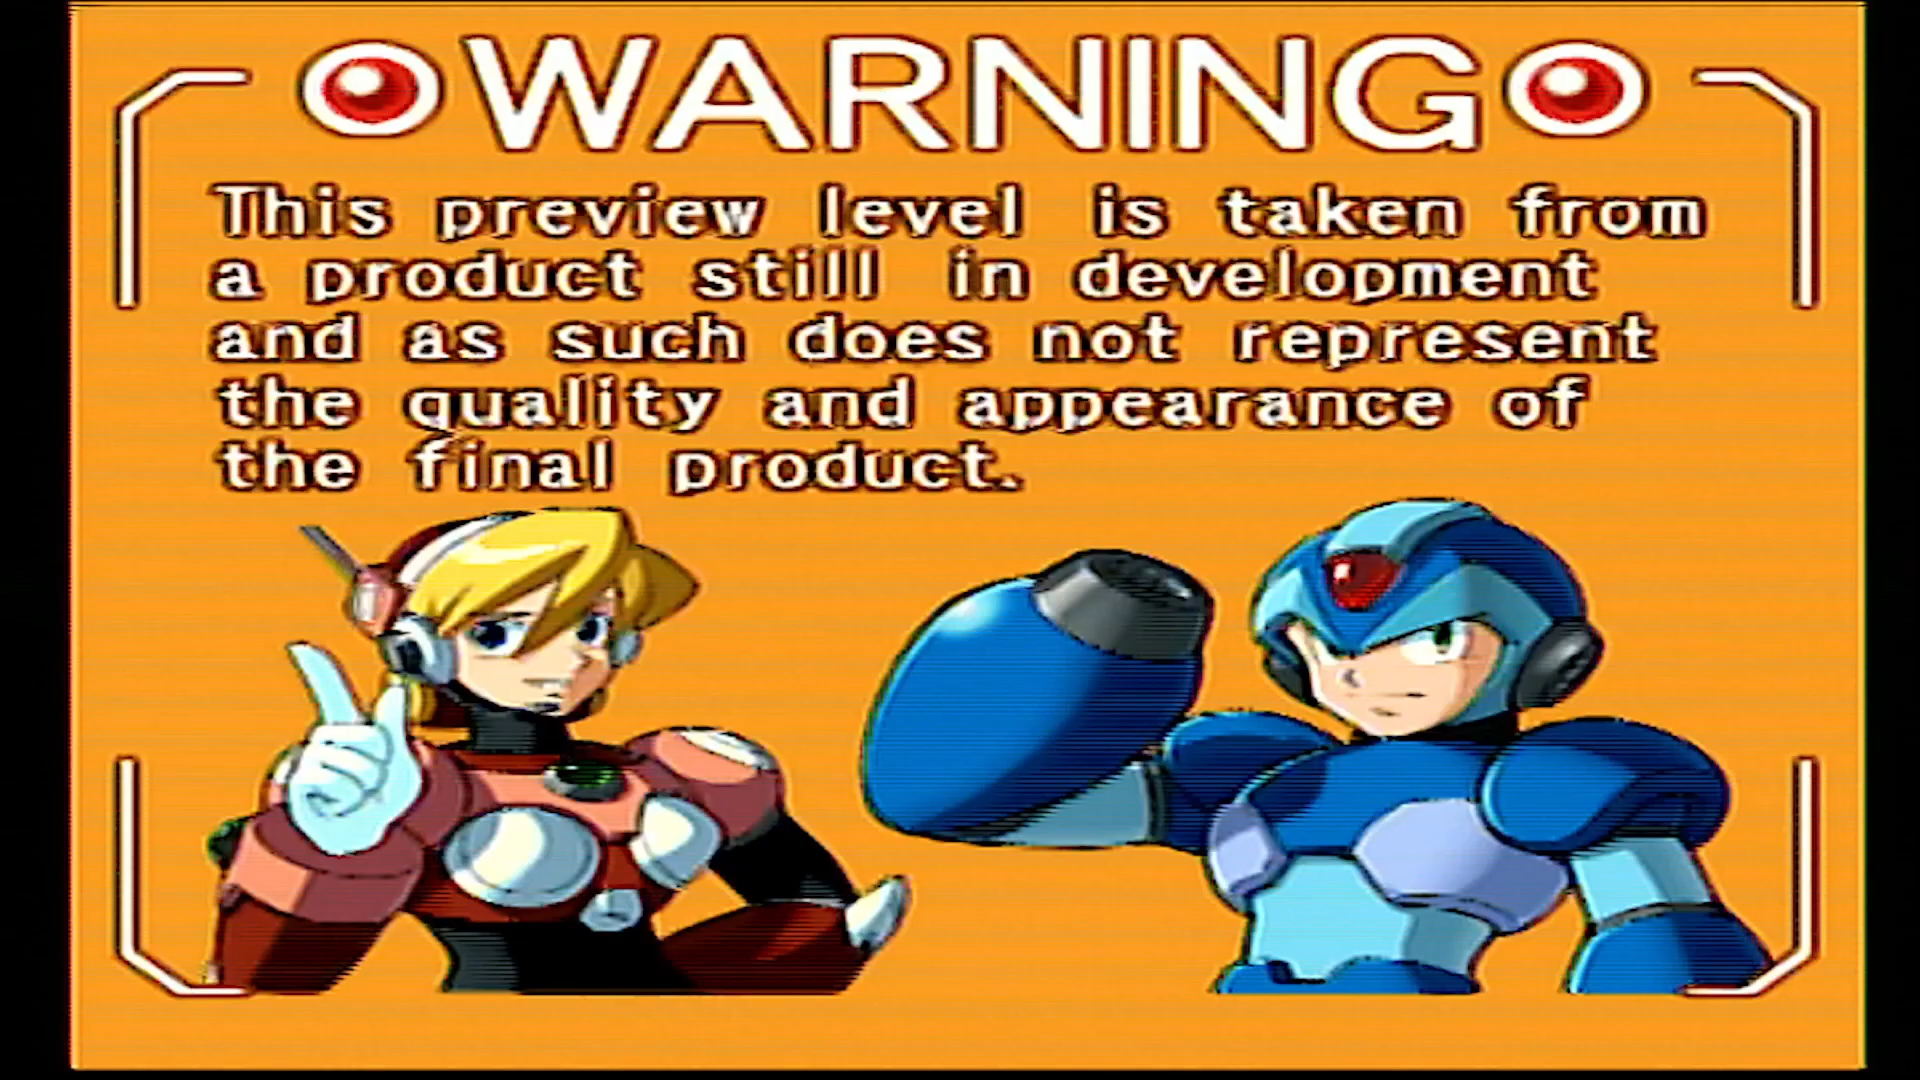 WARNING
This preview level is taken from
a product still in development
and as such does not represent
the quality and appearance of
the final product.